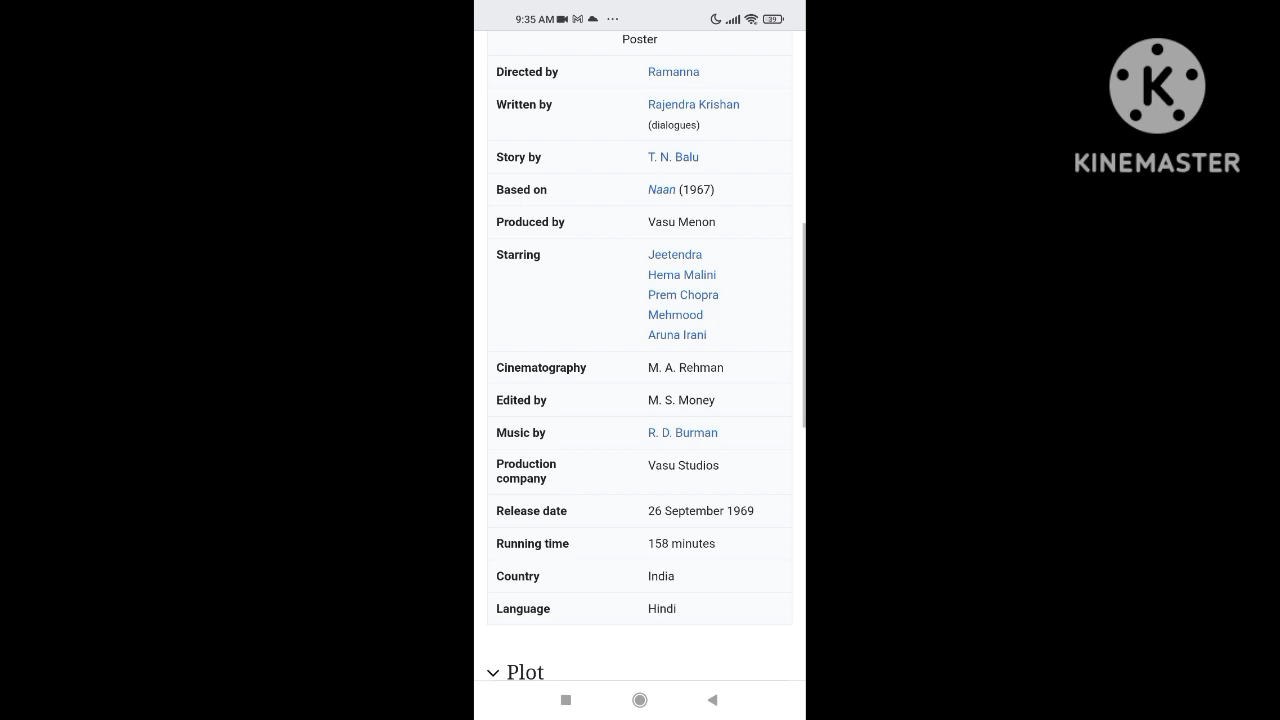 9:35 AM
39
K
KINEMASTER
Poster
Directed by Ramanna
Written by Rajendra Krishan
(dialogues)
Story by T. N. Balu
Based on Naan (1967)
Produced by Vasu Menon
Starring Jeetendra
Hema Malini
Prem Chopra
Mehmood
Aruna Irani
Cinematography M. A. Rehman
Edited by M. S. Money
Music by R. D. Burman
Production
company Vasu Studios
Release date 26 September 1969
Running time 158 minutes
Country India
Language Hindi
Plot